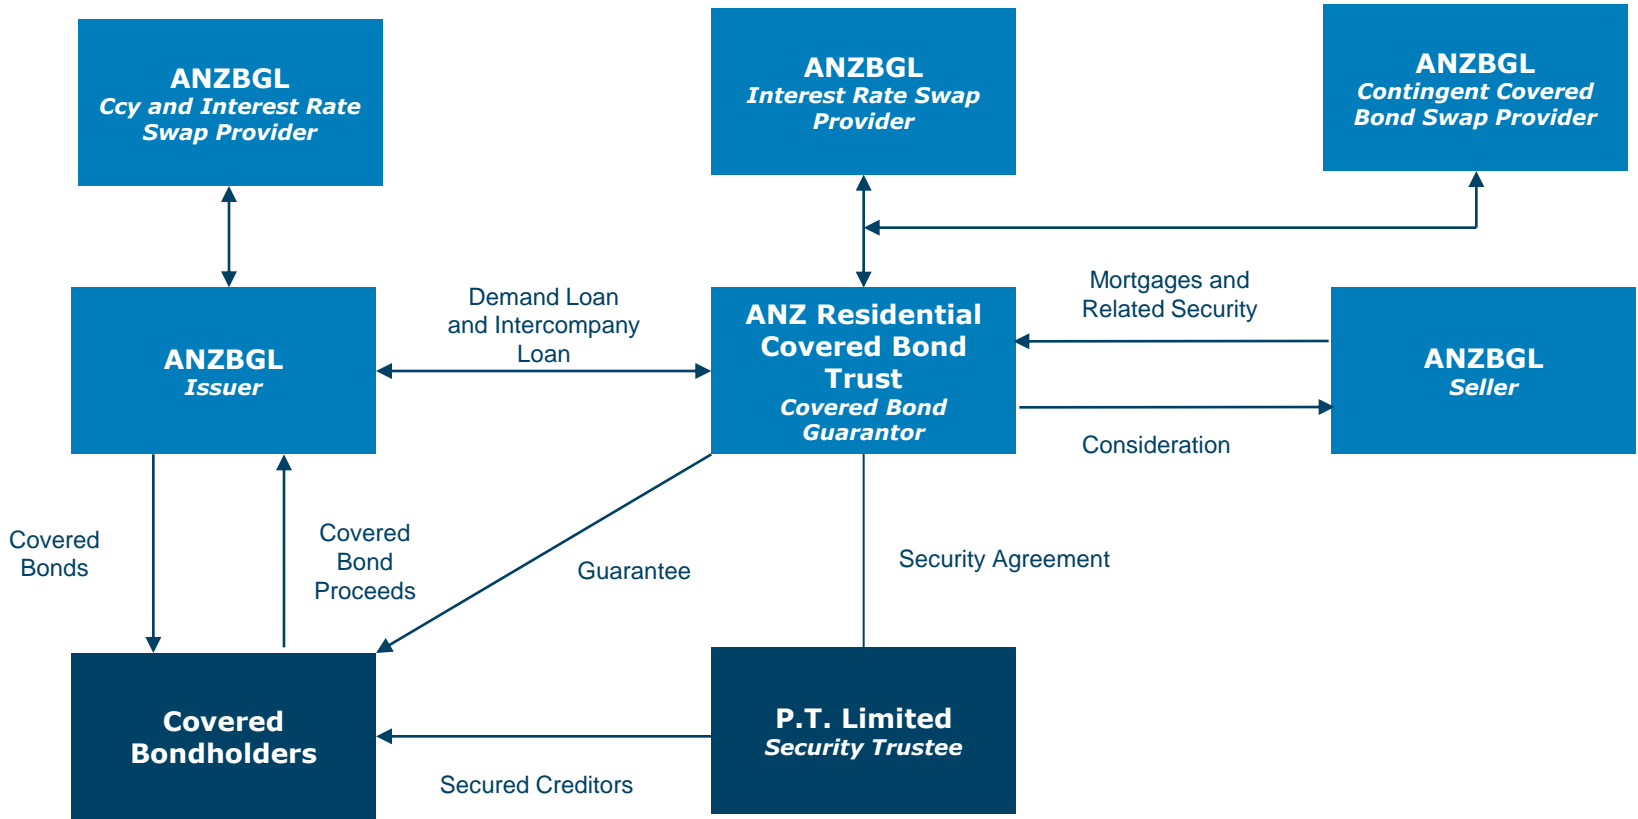 ANZBGL
Ccy and Interest Rate
Swap Provider
ANZBGL
Interest Rate Swap
Provider
ANZBGL
Contingent Covered
Bond Swap Provider
ANZBGL
Issuer
Demand Loan
and Intercompany
Loan
ANZ Residential
Covered Bond
Trust
Covered Bond
Guarantor
Mortgages and
Related Security
Consideration
ANZBGL
Seller
Covered
Bonds
Covered
Bond
Proceeds
Guarantee
Security Agreement
Covered
Bondholders
Secured Creditors
P.T. Limited
Security Trustee